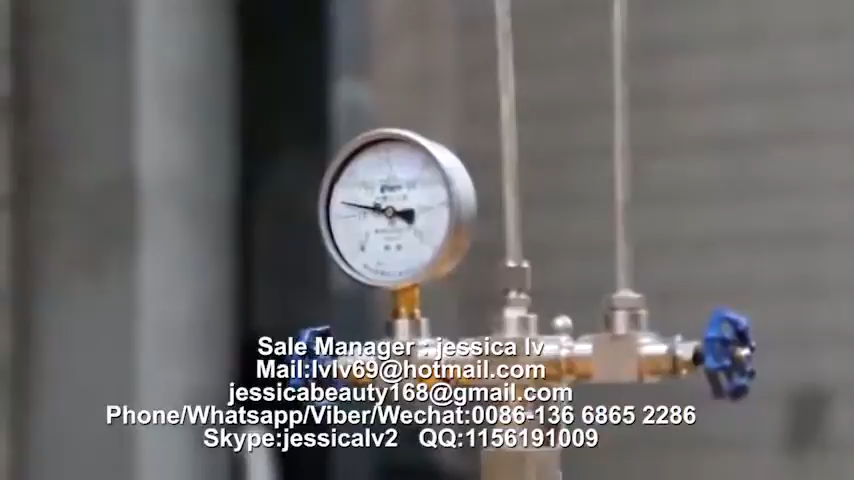 Sale Manager : jessica lv
Mail:lvlv69@hotmail.com
jessicabeauty168@gmail.com
Phone/Whatsapp/Viber/Wechat:0086-136 6865 2286
Skype:jessicalv2 QQ:1156191009